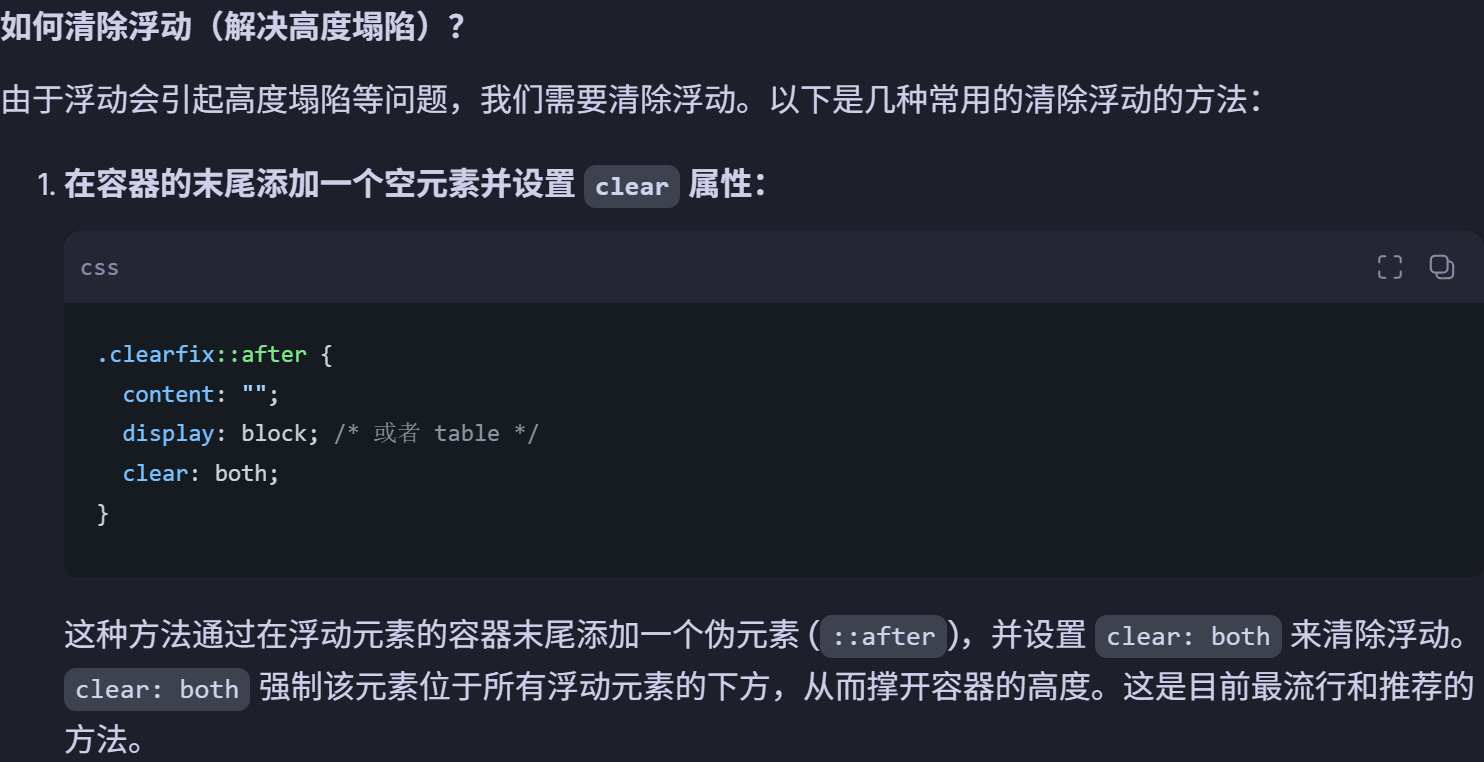 如何清除浮动（解决高度塌陷）？
由于浮动会引起高度塌陷等问题，我们需要清除浮动。以下是几种常用的清除浮动的方法：
1. 在容器的末尾添加一个空元素并设置 clear 属性：
css
.clearfix::after {
  content: "";
  display: block; /* 或者 table */
  clear: both;
}
这种方法通过在浮动元素的容器末尾添加一个伪元素 (::after)，并设置 clear: both 来清除浮动。
clear: both 强制该元素位于所有浮动元素的下方，从而撑开容器的高度。这是目前最流行和推荐的
方法。